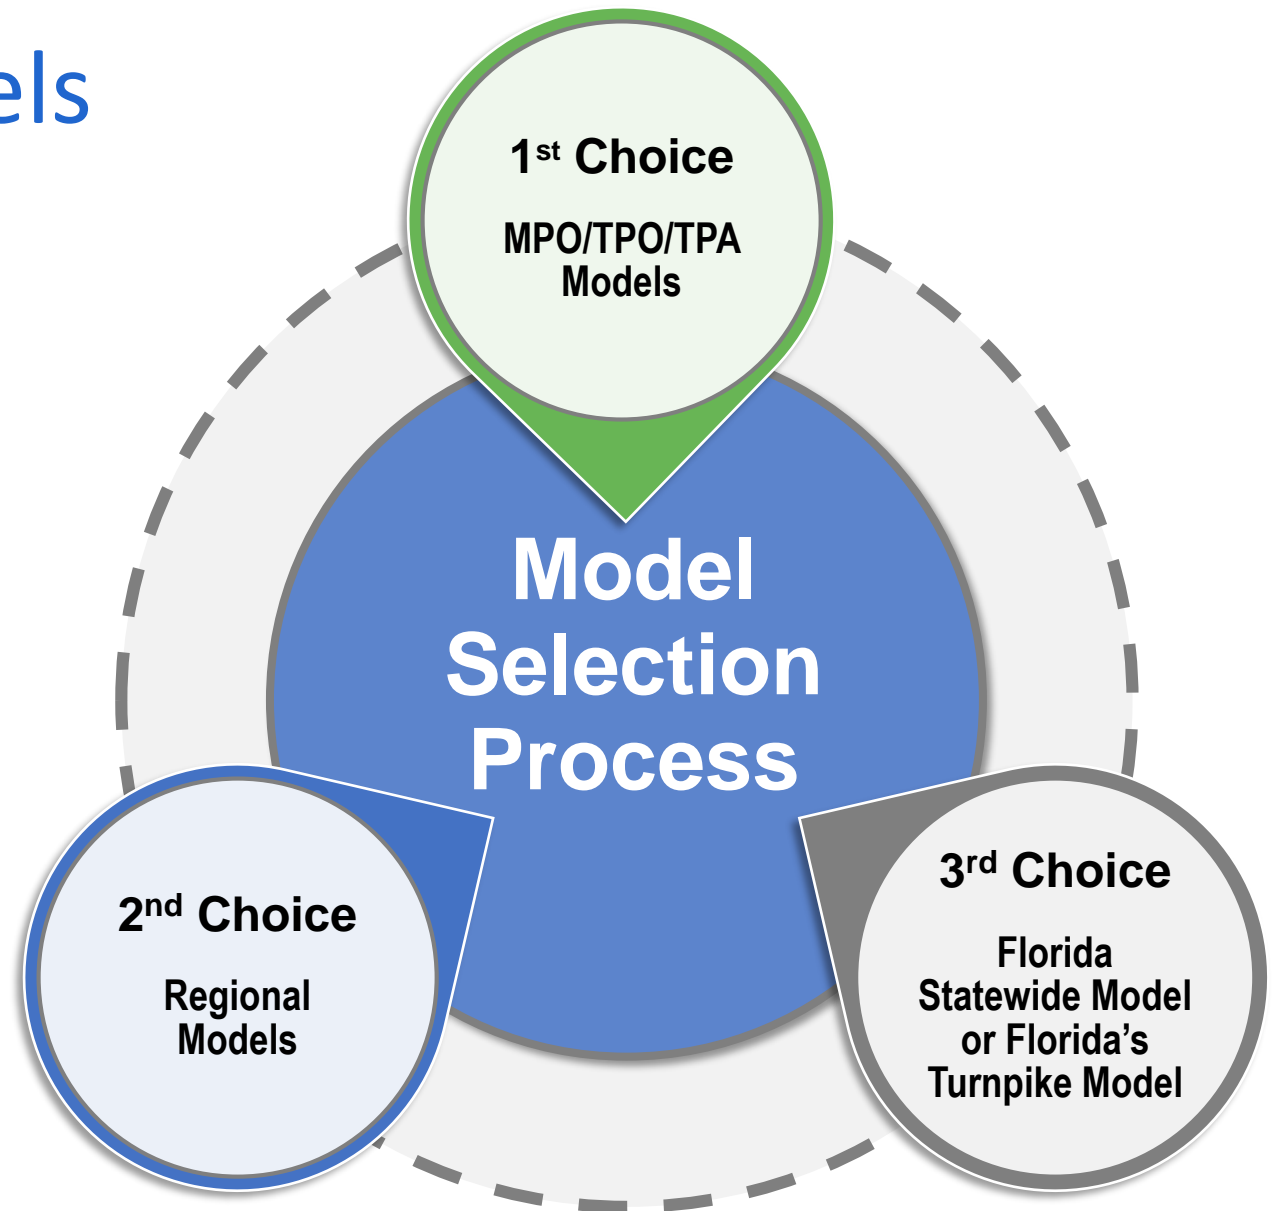 els
1st Choice
MPO/TPO/TPA
Models
Model
Selection
Process
2nd Choice
Regional
Models
3rd Choice
Florida
Statewide Model
or Florida’s
Turnpike Model